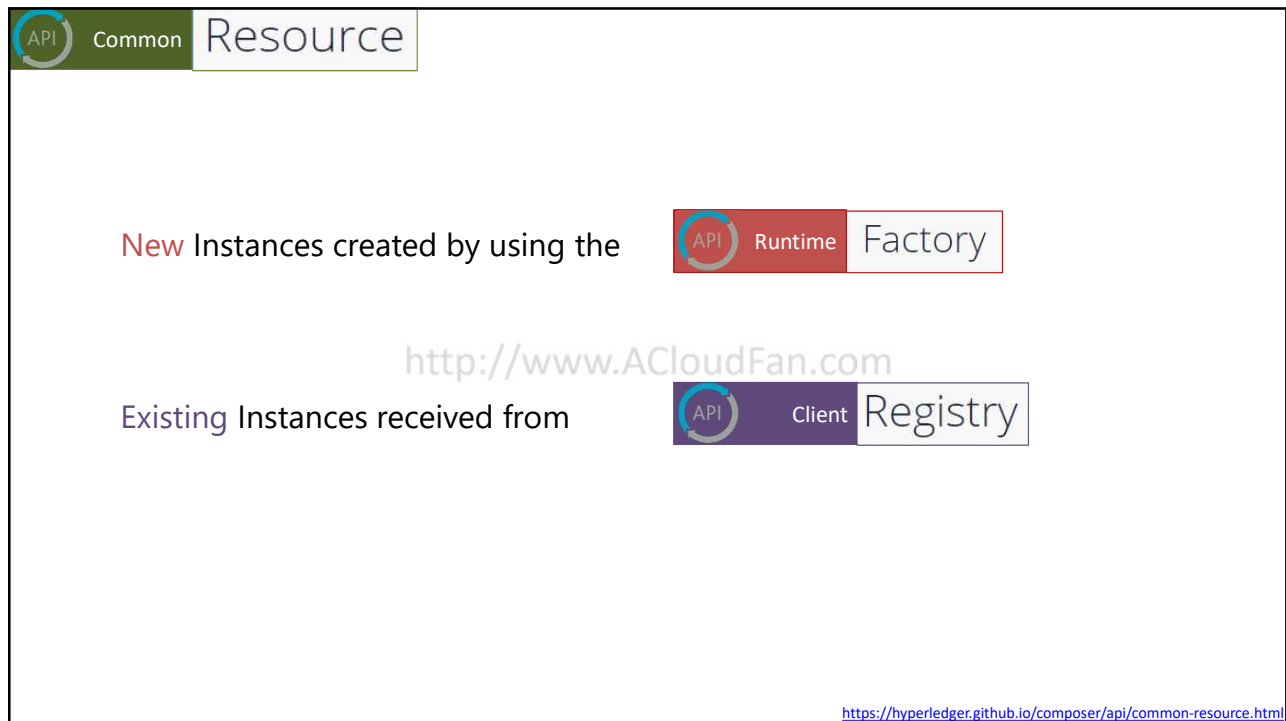 API Common Resource
New Instances created by using the API Runtime Factory
http://www.ACloudFan.com
Existing Instances received from API Client Registry
https://hyperledger.github.io/composer/api/common-resource.html